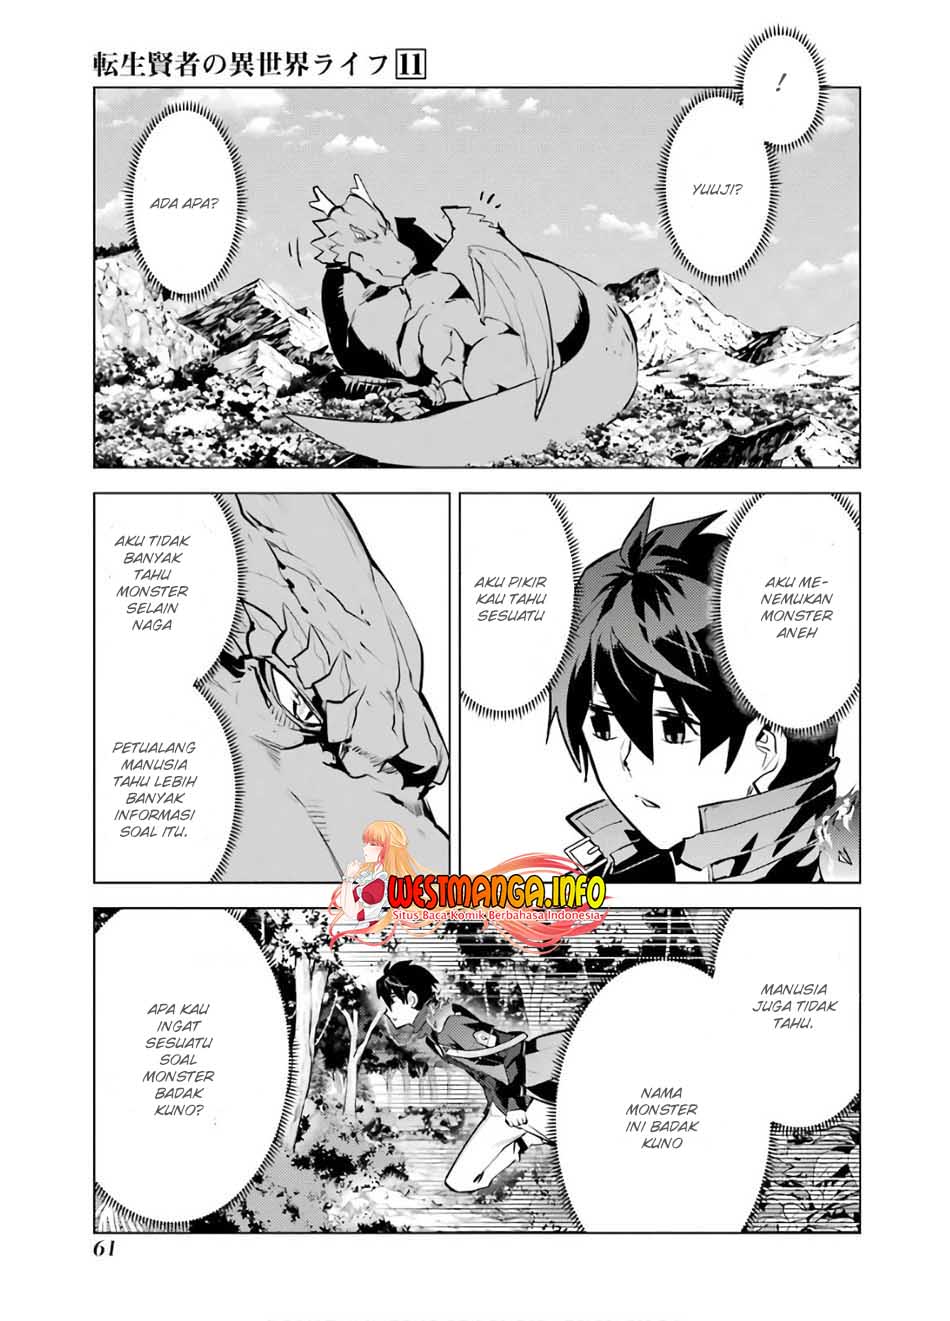 転生賢者の異世界ライフ 11
!
YUUJI?
ADA APA?
AKU ME-
NEMUKAN
MONSTER
ANEH
AKU PIKIR
KAU TAHU
SESUATU
AKU TIDAK
BANYAK
TAHU
MONSTER
SELAIN
NAGA
PETUALANG
MANUSIA
TAHU LEBIH
BANYAK
INFORMASI
SOAL ITU.
WESTMANGA.INFO
Situs Baca Komik Berbahasa Indonesia
MANUSIA
JUGA TIDAK
TAHU.
NAMA
MONSTER
INI BADAK
KUNO
APA KAU
INGAT
SESUATU
SOAL
MONSTER
BADAK
KUNO?
61